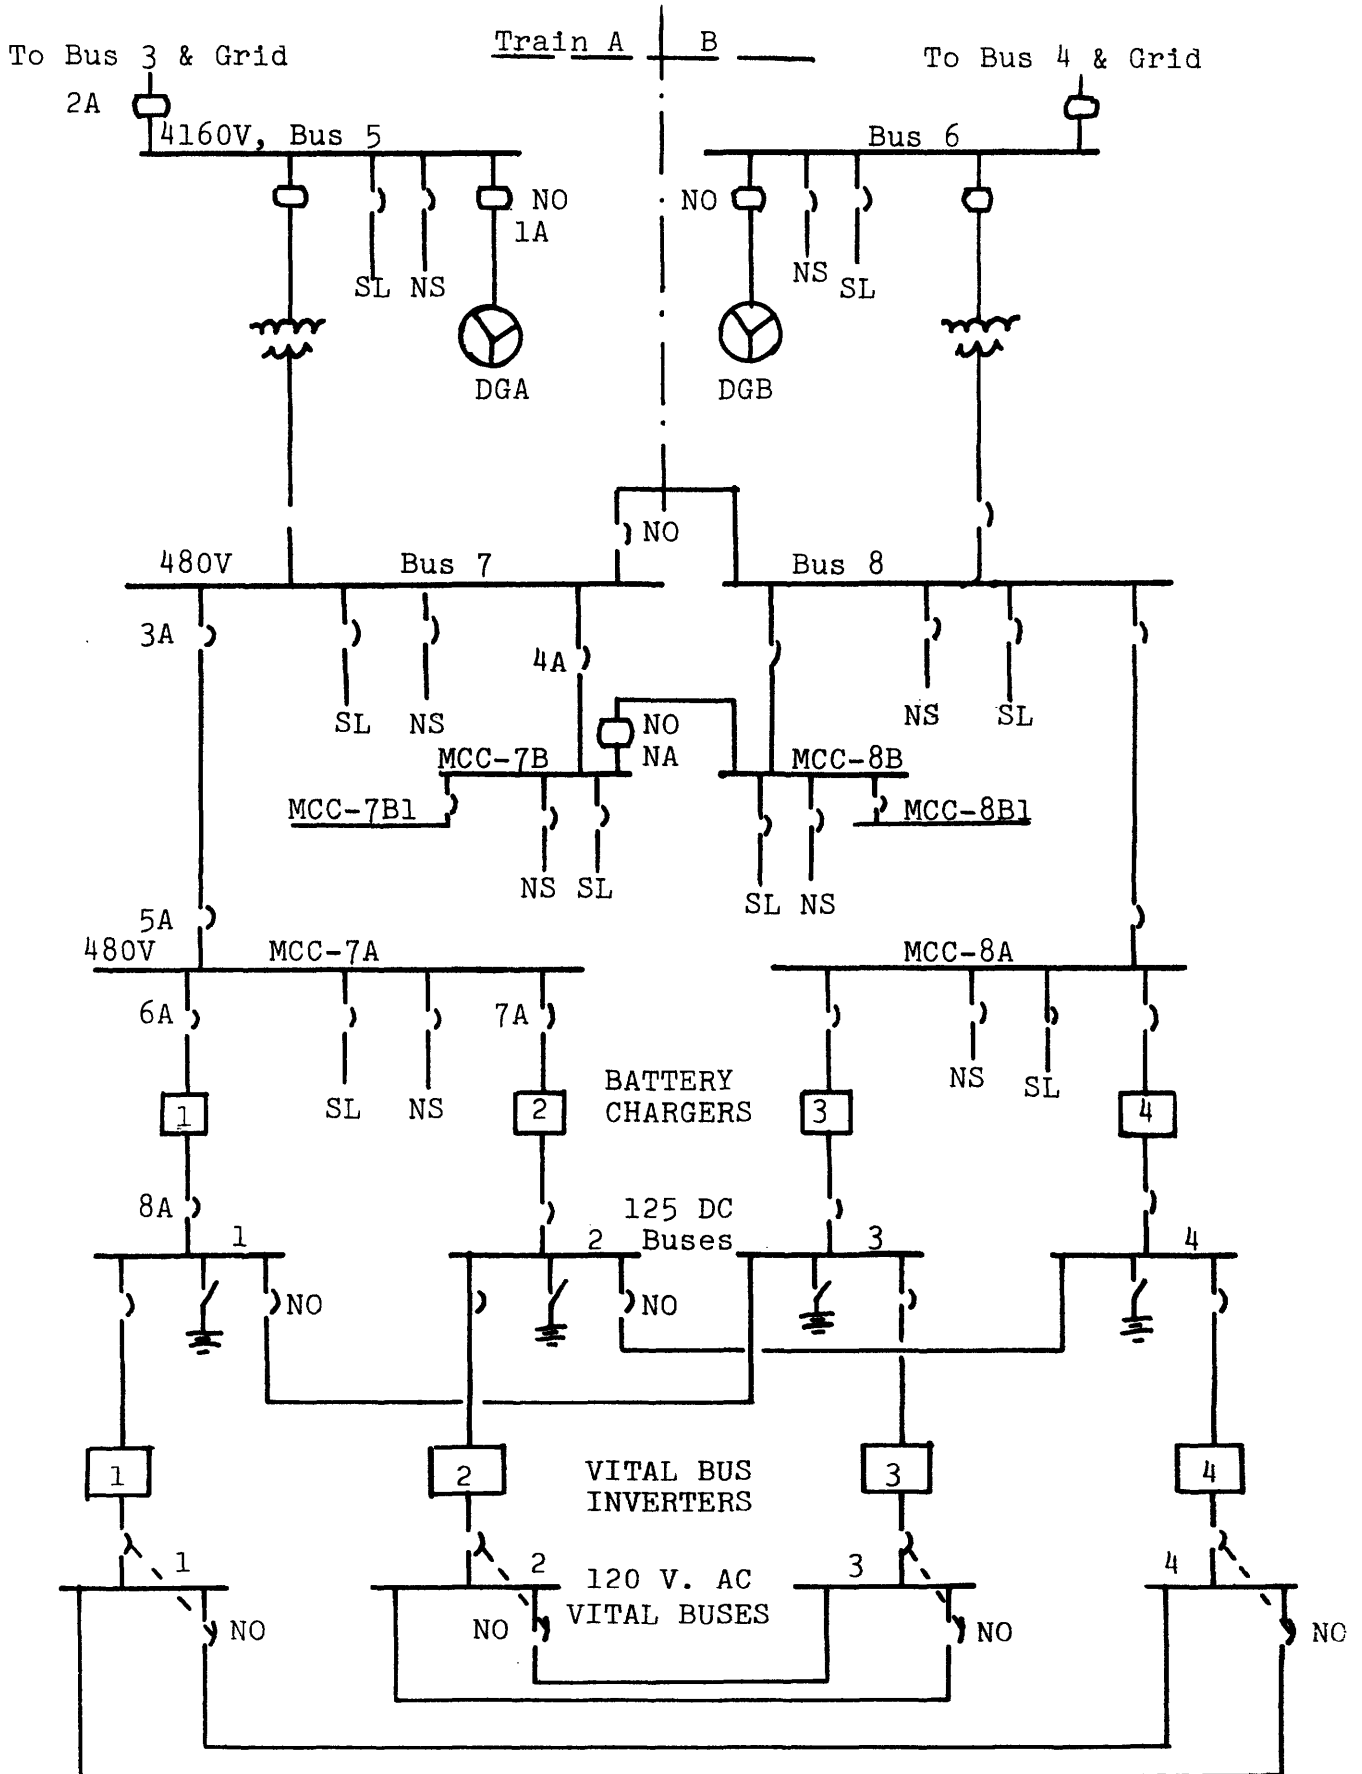 Train A B
To Bus 3 & Grid
To Bus 4 & Grid
2A
4160V, Bus 5
Bus 6
NO
1A
NO
SL NS
NS
SL
DGA
DGB
NO
480V
Bus 7
Bus 8
3A
4A
SL NS
NO
NA
NS SL
MCC-7B
MCC-8B
MCC-7B1
MCC-8B1
NS SL
SL NS
5A
480V
MCC-7A
MCC-8A
6A
7A
SL NS
NS
SL
BATTERY
CHARGERS
1
2
3
4
8A
125 DC
Buses
1
2
3
4
NO
NO
1
2
3
4
VITAL BUS
INVERTERS
1
2
3
4
120 V. AC
VITAL BUSES
NO
NO
NO
NO